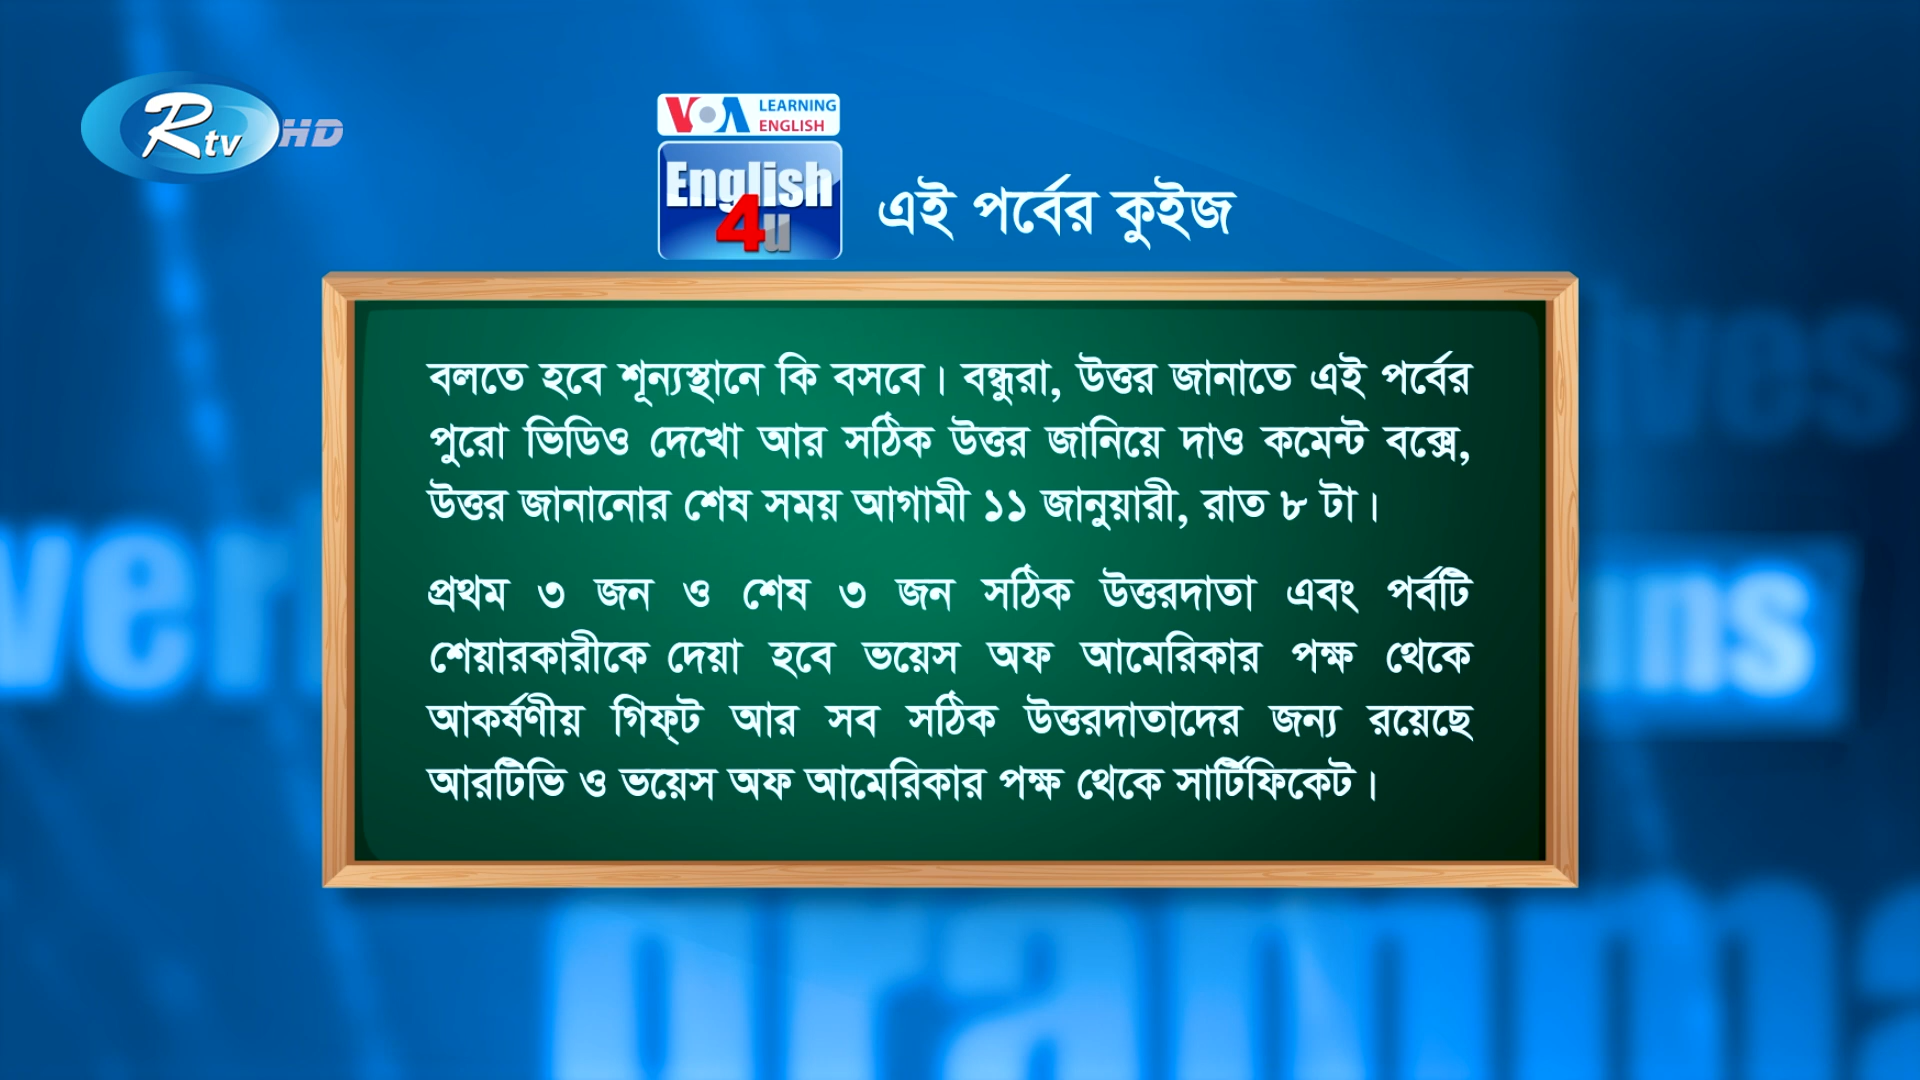 Rtv HD
VOA LEARNING
ENGLISH
English
4u
এই পর্বের কুইজ
বলতে হবে শূন্যস্থানে কি বসবে। বন্ধুরা, উত্তর জানাতে এই পর্বের
পুরো ভিডিও দেখো আর সঠিক উত্তর জানিয়ে দাও কমেন্ট বক্সে,
উত্তর জানানোর শেষ সময় আগামী ১১ জানুয়ারী, রাত ৮ টা।
প্রথম ৩ জন ও শেষ ৩ জন সঠিক উত্তরদাতা এবং পর্বটি
শেয়ারকারীকে দেয়া হবে ভয়েস অফ আমেরিকার পক্ষ থেকে
আকর্ষণীয় গিফ্‌ট আর সব সঠিক উত্তরদাতাদের জন্য রয়েছে
আরটিভি ও ভয়েস অফ আমেরিকার পক্ষ থেকে সার্টিফিকেট।